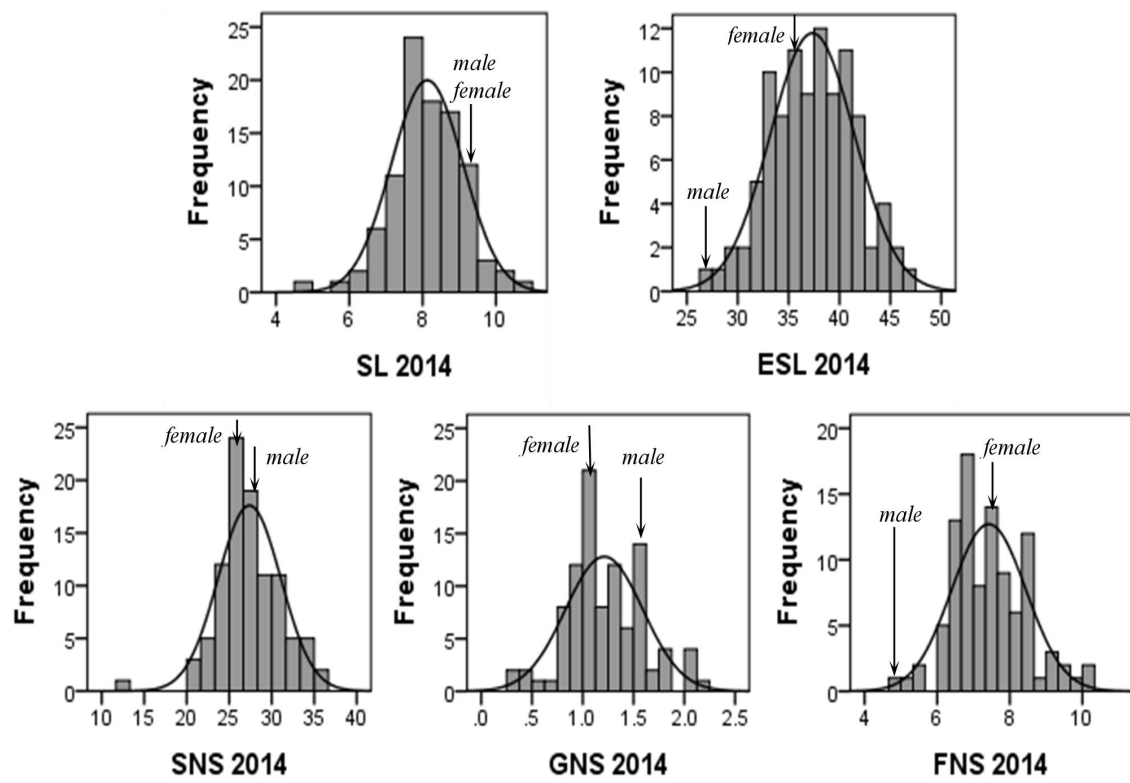 Frequency
25
20
15
10
5
0
male
female
4 6 8 10
SL 2014
Frequency
12
10
8
6
4
2
0
female
male
25 30 35 40 45 50
ESL 2014
Frequency
25
20
15
10
5
0
female
male
10 15 20 25 30 35 40
SNS 2014
Frequency
25
20
15
10
5
0
female
male
.0 .5 1.0 1.5 2.0 2.5
GNS 2014
Frequency
20
15
10
5
0
female
male
4 6 8 10
FNS 2014